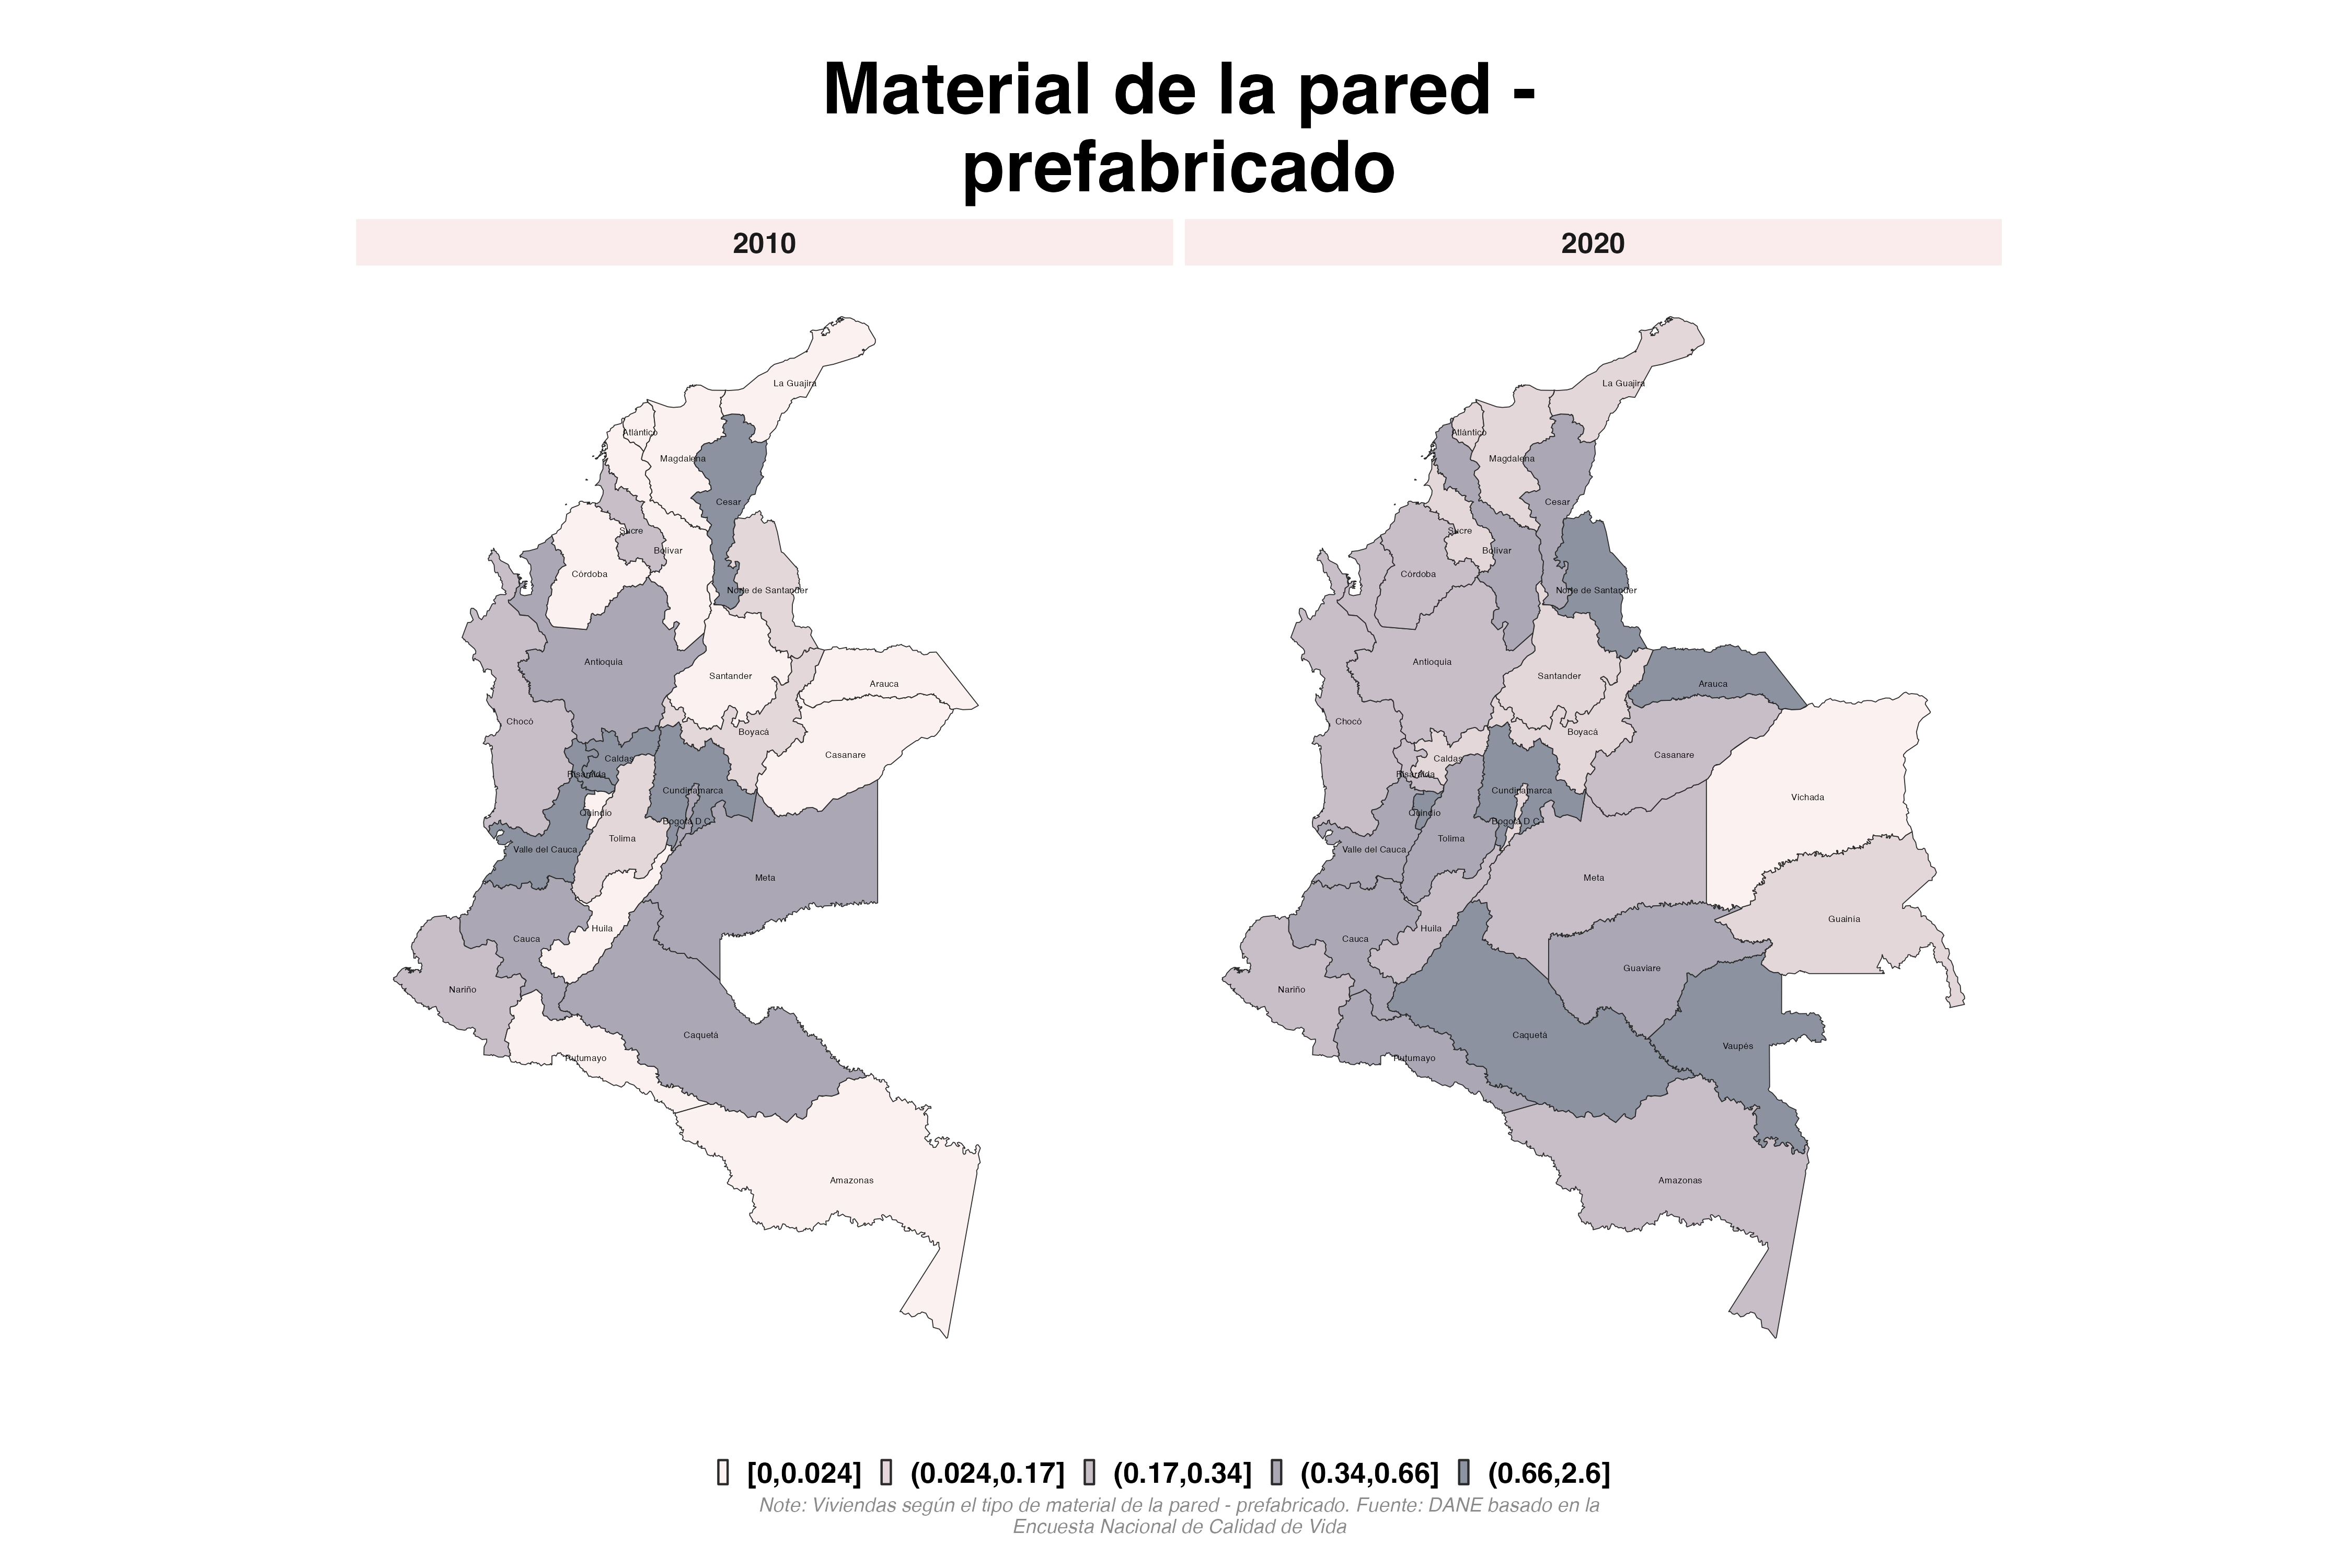 Material de la pared -
prefabricado
2010
2020
La Guajira
Atlántico
Magdalena
Cesar
Sucre
Bolívar
Córdoba
Norte de Santander
Antioquia
Santander
Arauca
Chocó
Boyacá
Casanare
Caldas
Risaralda
Cundinamarca
Quindío
Bogotá D.C.
Tolima
Valle del Cauca
Meta
Huila
Cauca
Nariño
Caquetá
Putumayo
Amazonas
La Guajira
Atlántico
Magdalena
Cesar
Sucre
Bolívar
Córdoba
Norte de Santander
Antioquia
Santander
Arauca
Chocó
Boyacá
Casanare
Caldas
Risaralda
Cundinamarca
Vichada
Quindío
Bogotá D.C.
Tolima
Valle del Cauca
Meta
Guainía
Huila
Cauca
Guaviare
Nariño
Caquetá
Vaupés
Putumayo
Amazonas
[0,0.024] (0.024,0.17] (0.17,0.34] (0.34,0.66] (0.66,2.6]
Note: Viviendas según el tipo de material de la pared - prefabricado. Fuente: DANE basado en la
Encuesta Nacional de Calidad de Vida